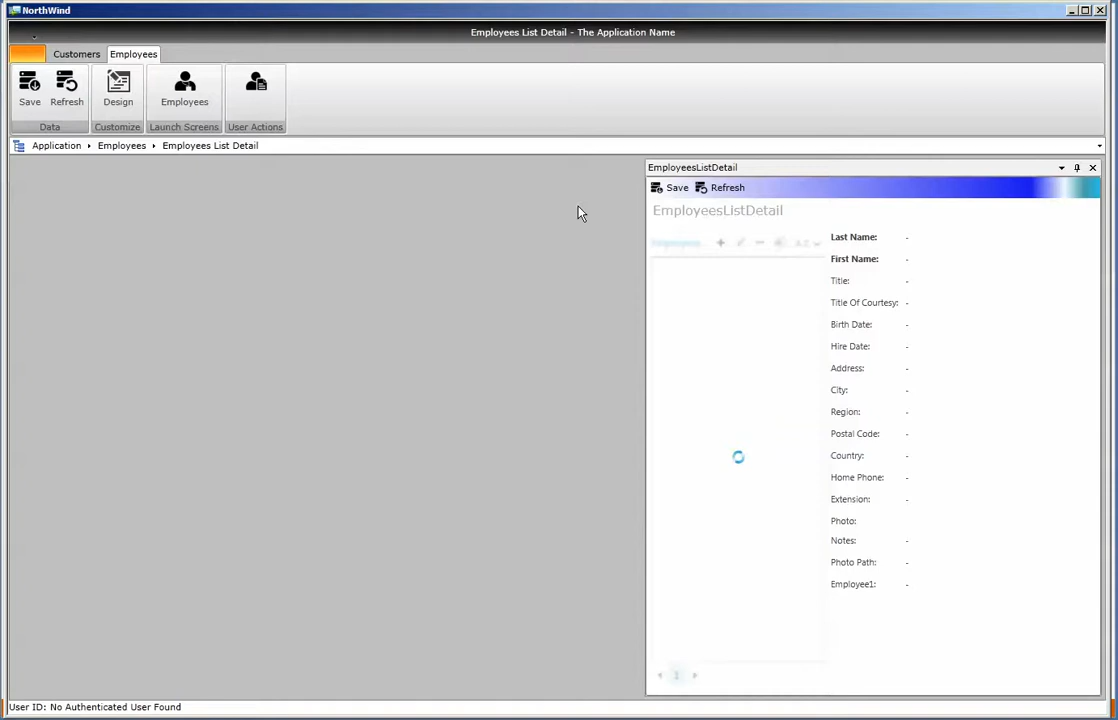 NorthWind
Employees List Detail - The Application Name
Customers Employees
Save Refresh Design Employees
Data Customize Launch Screens User Actions
Application Employees Employees List Detail
EmployeesListDetail
Save Refresh
EmployeesListDetail
Last Name: -
First Name: -
Title: -
Title Of Courtesy: -
Birth Date: -
Hire Date: -
Address: -
City: -
Region: -
Postal Code: -
Country: -
Home Phone: -
Extension: -
Photo:
Notes: -
Photo Path: -
Employee1: -
1
User ID: No Authenticated User Found